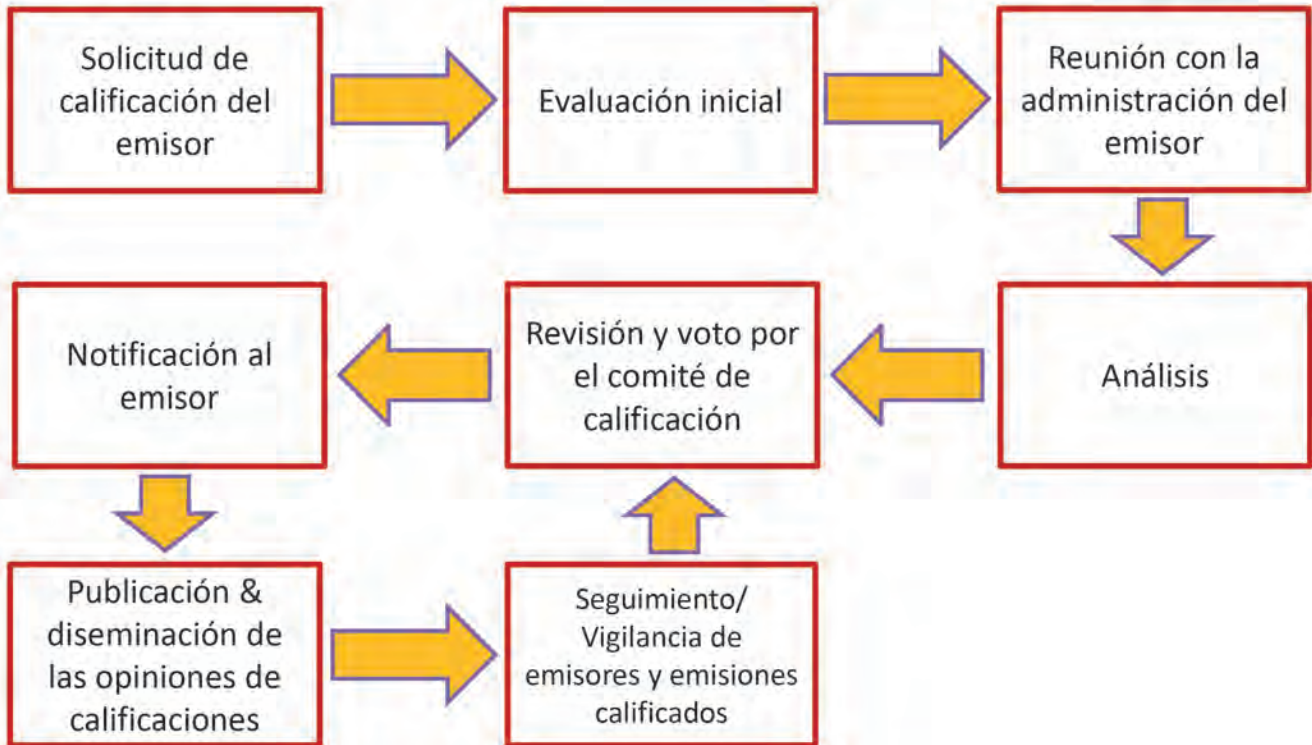 Solicitud de
calificación del
emisor
Evaluación inicial
Reunión con la
administración del
emisor
Análisis
Revisión y voto por
el comité de
calificación
Notificación al
emisor
Publicación &
diseminación de
las opiniones de
calificaciones
Seguimiento/
Vigilancia de
emisores y emisiones
calificados